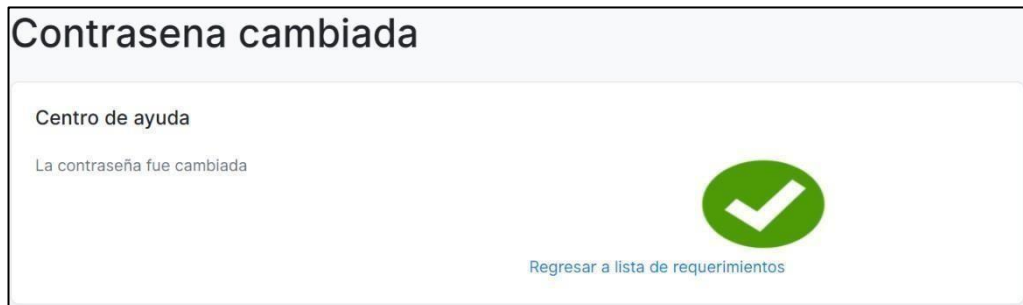 Contrasena cambiada
Centro de ayuda
La contraseña fue cambiada
Regresar a lista de requerimientos